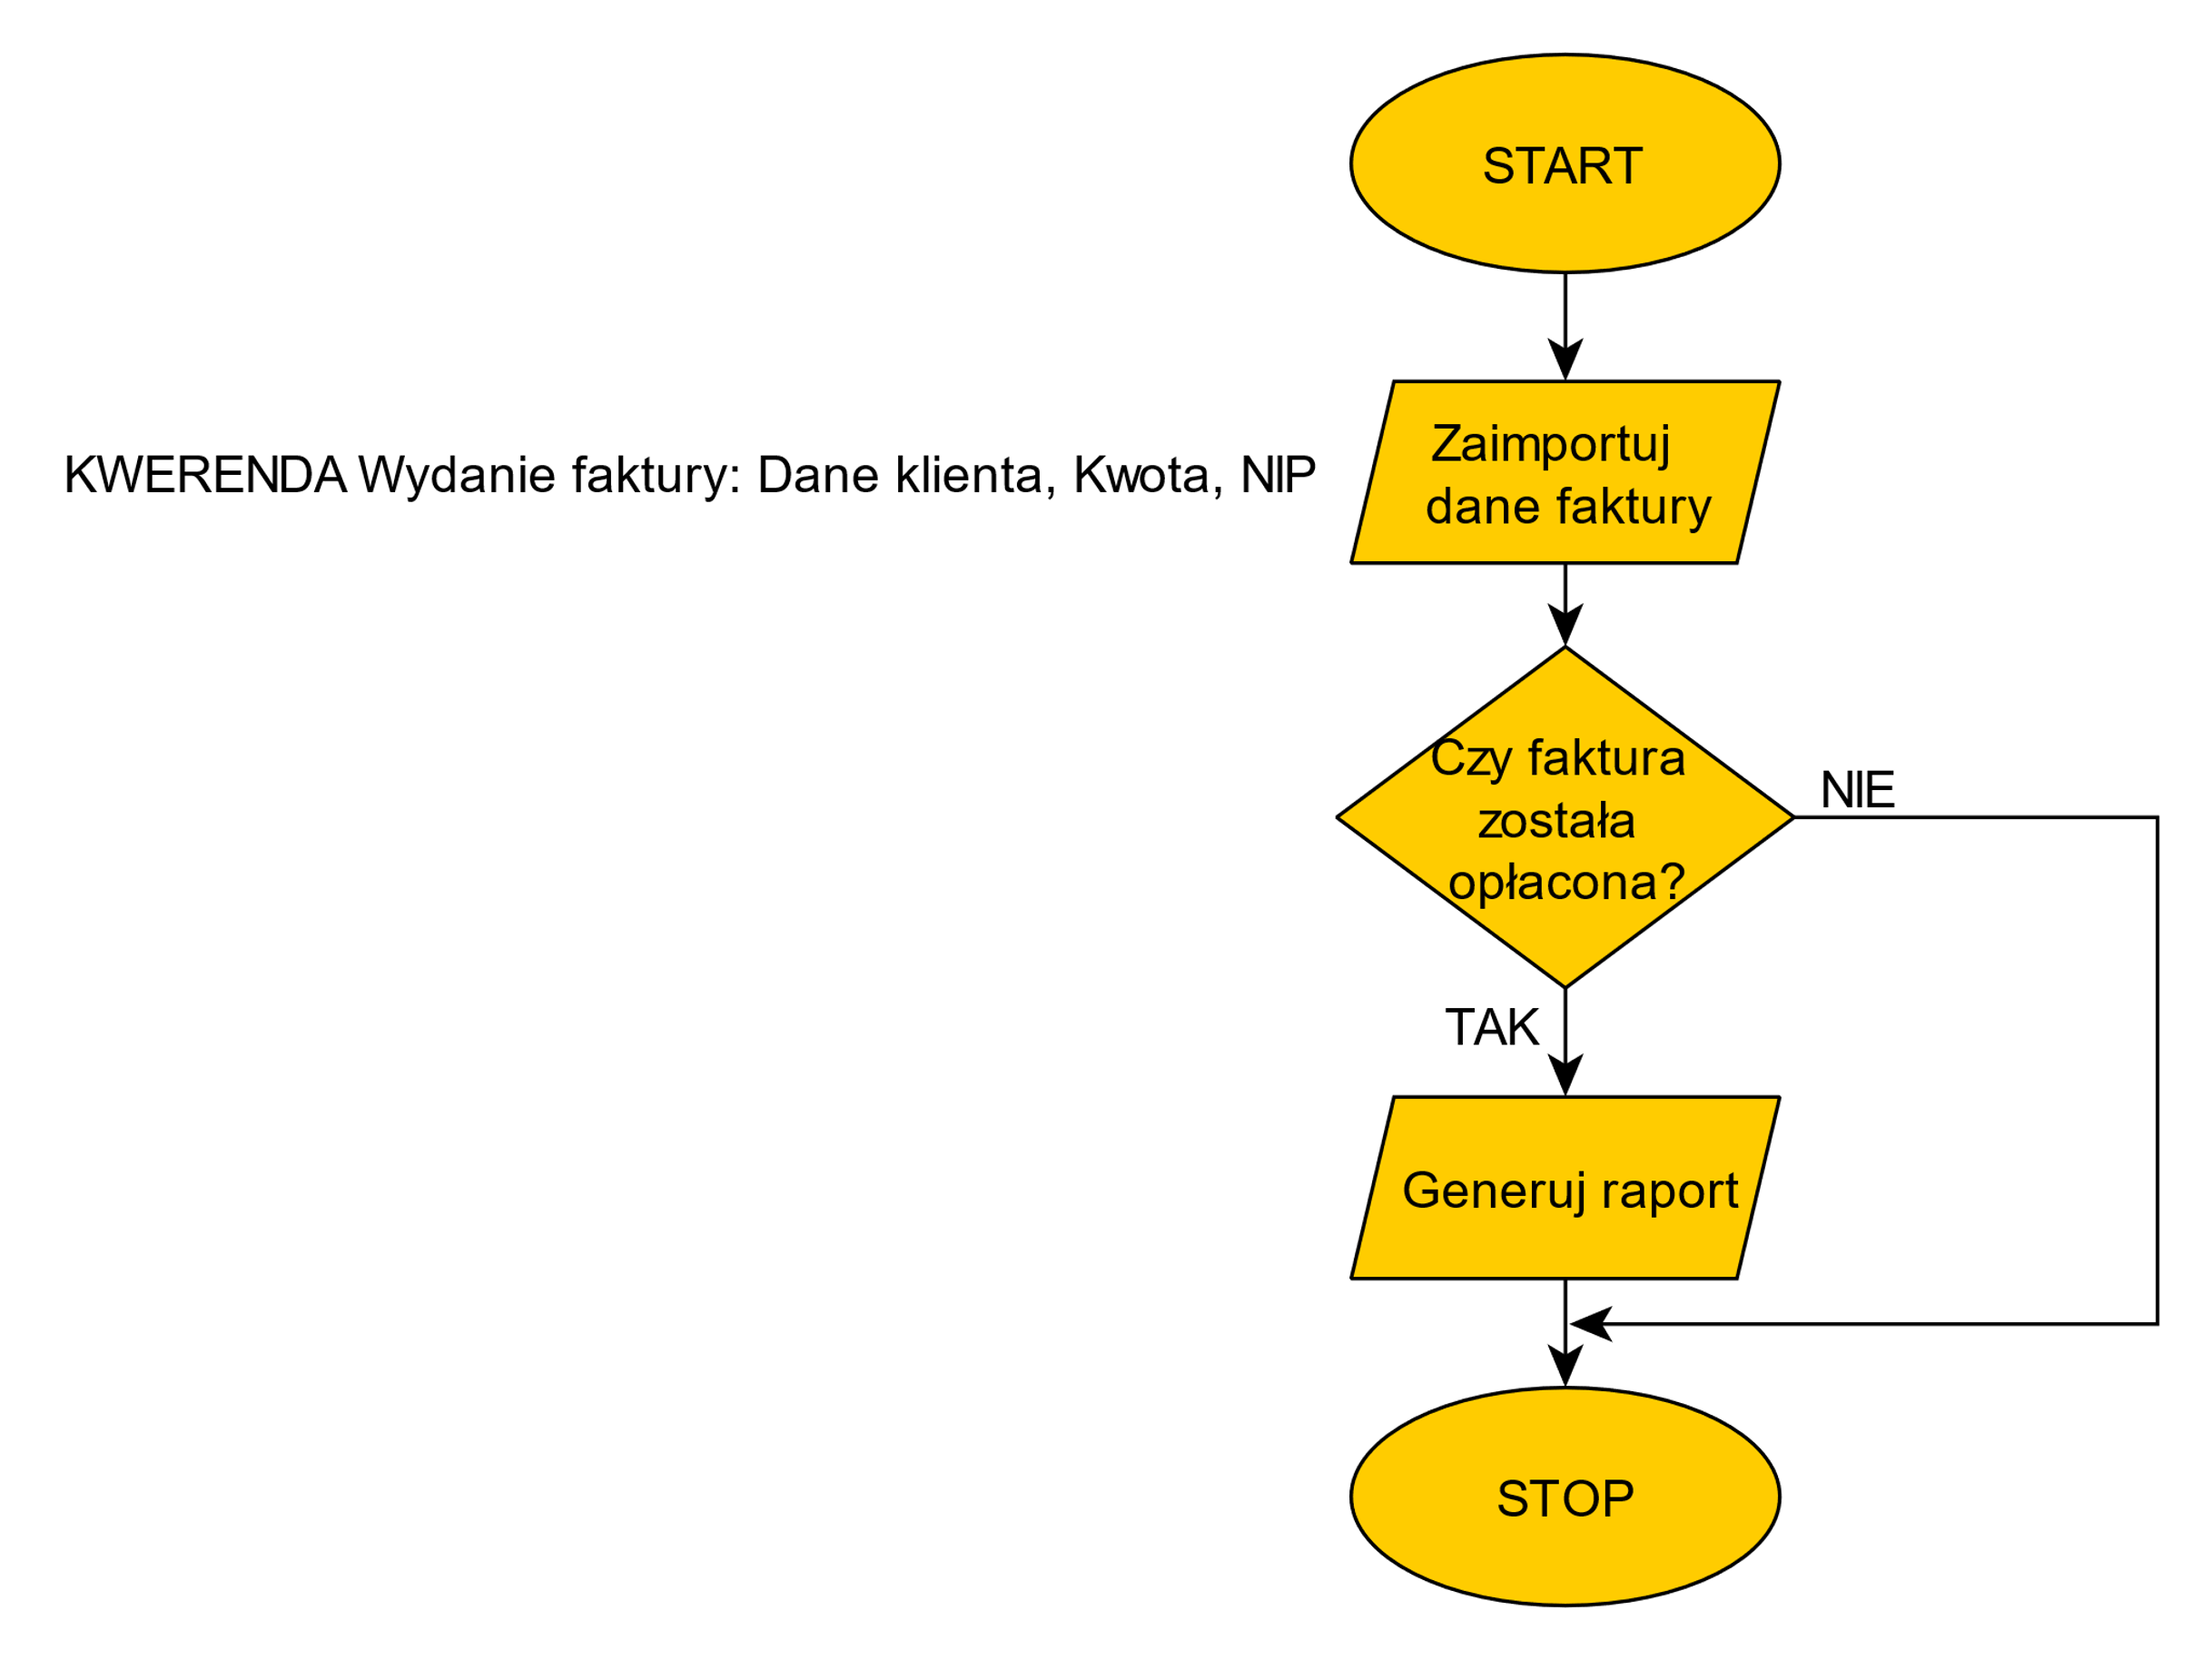 START
KWERENDA Wydanie faktury: Dane klienta, Kwota, NIP
Zaimportuj
dane faktury
Czy faktura
została
opłacona?
NIE
TAK
Generuj raport
STOP